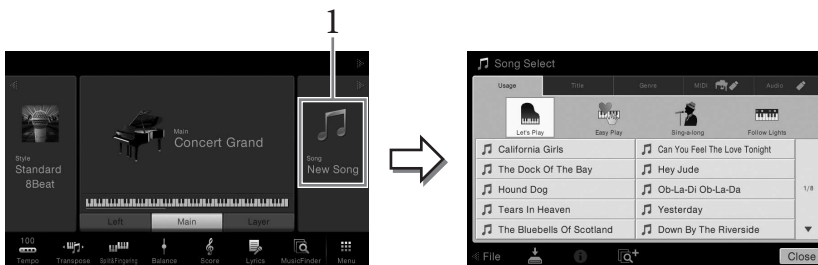 1
Style
Standard
8Beat
Main
Concert Grand
Song
New Song
Left
Main
Layer
100
Tempo
Transpose
Split&Fingering
Balance
Score
Lyrics
MusicFinder
Menu
Song Select
Usage
Title
Genre
MIDI
Audio
Let's Play
Easy Play
Sing-a-long
Follow Lights
California Girls
Can You Feel The Love Tonight
The Dock Of The Bay
Hey Jude
Hound Dog
Ob-La-Di Ob-La-Da
Tears In Heaven
Yesterday
The Bluebells Of Scotland
Down By The Riverside
1/8
File
Close